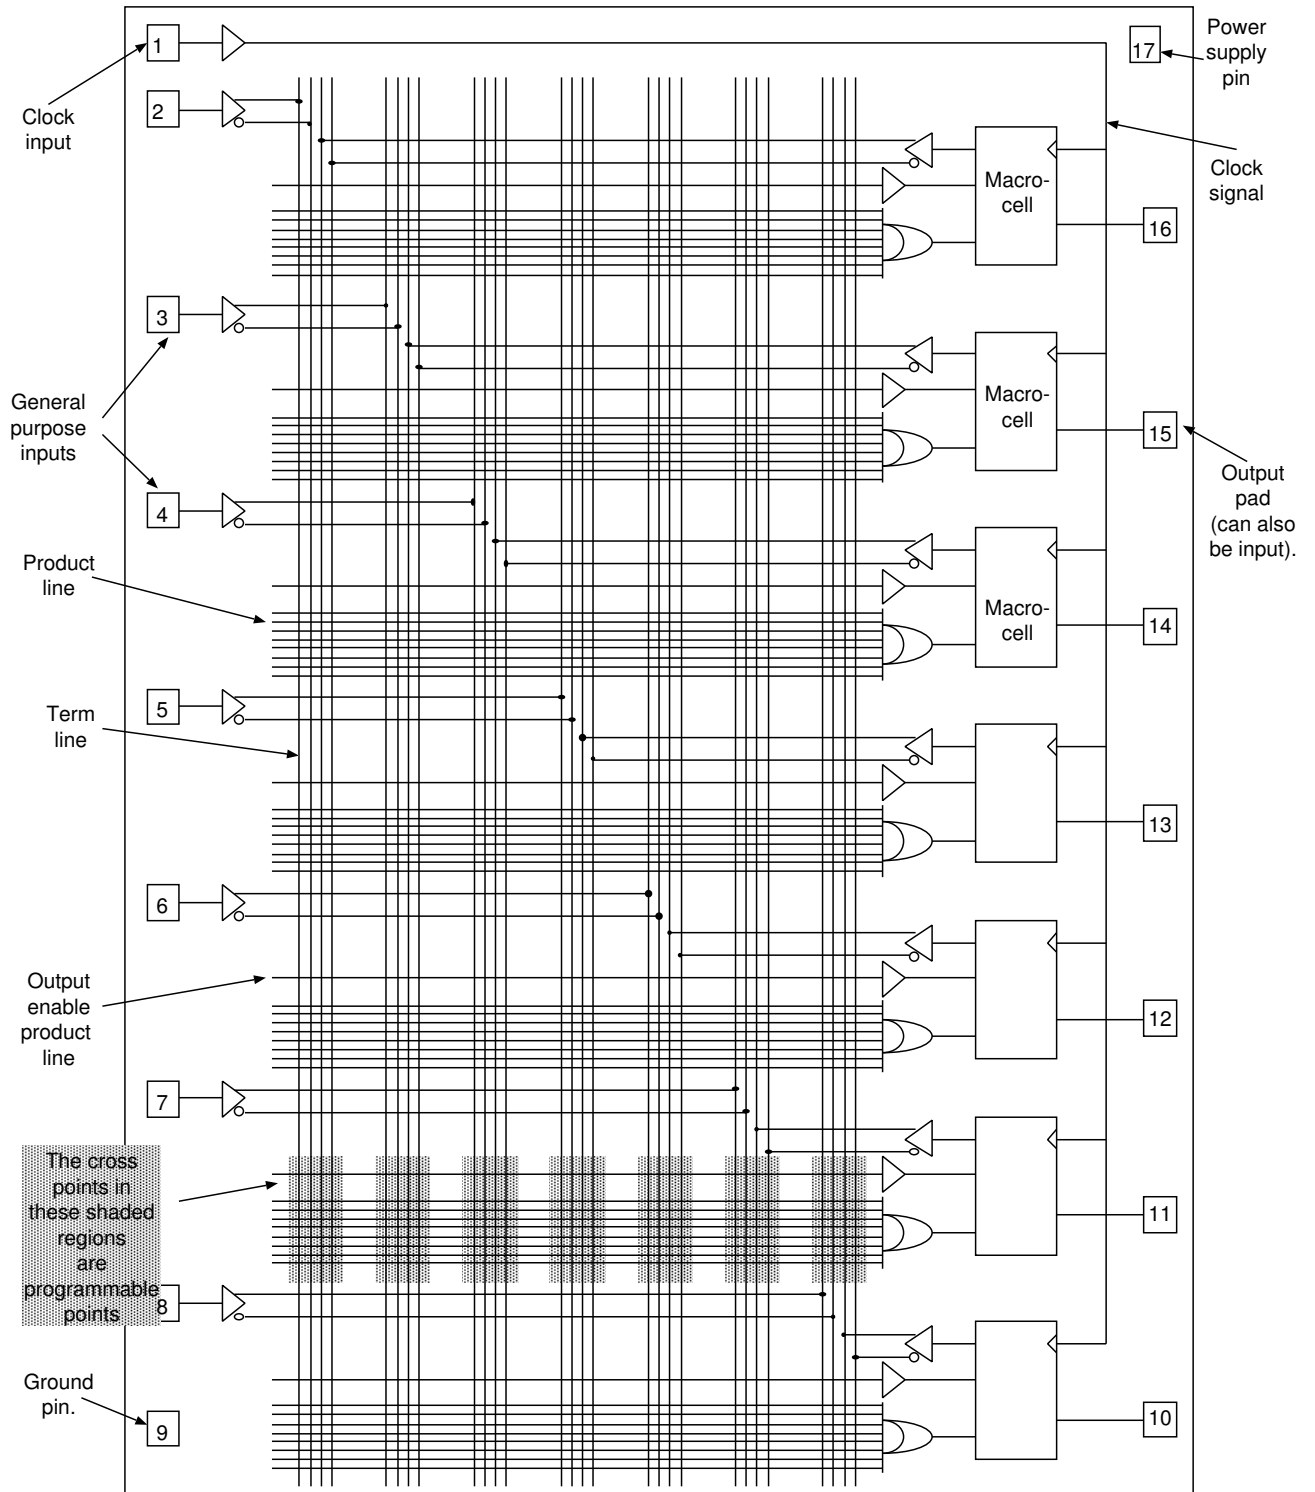 1
17
Power
supply
pin
2
Clock
input
Clock
signal
Macro-
cell
16
3
General
purpose
inputs
Macro-
cell
15
Output
pad
(can also
be input).
4
Product
line
Macro-
cell
14
5
Term
line
13
6
Output
enable
product
line
12
7
The cross
points in
these shaded
regions
are
programmable
points
11
8
Ground
pin.
9
10